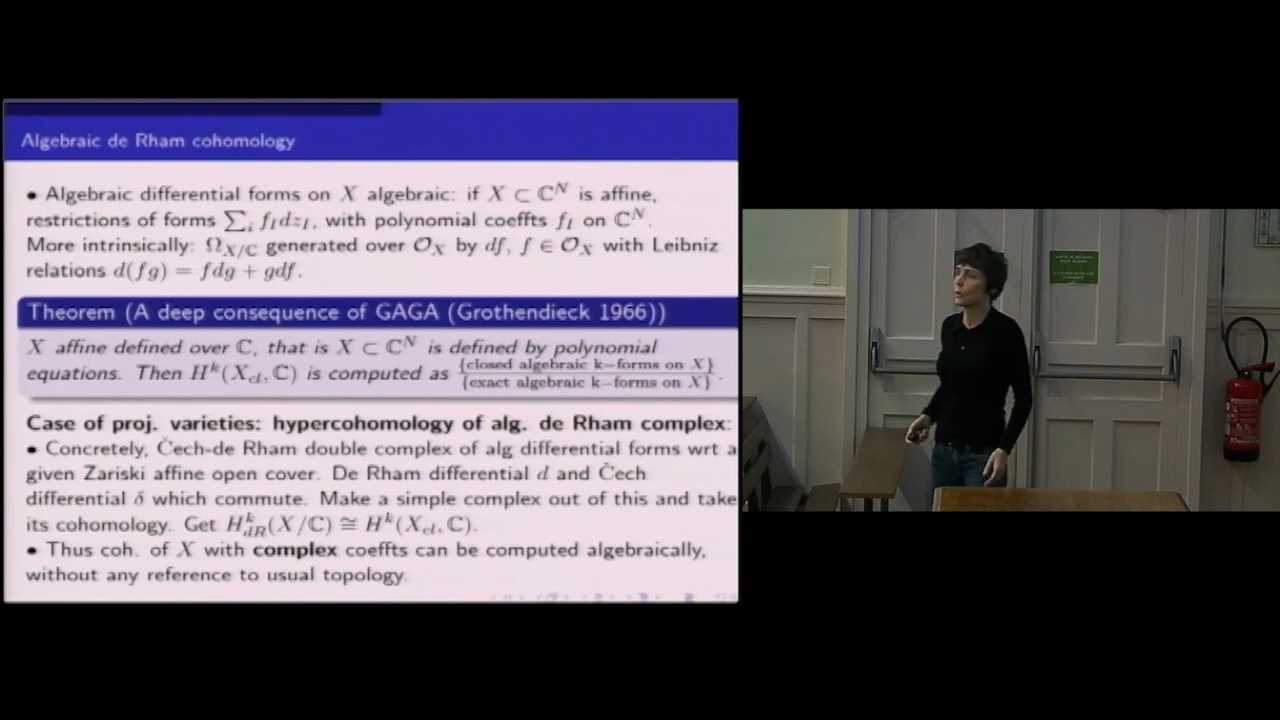 Algebraic de Rham cohomology
• Algebraic differential forms on X algebraic: if X ⊂ ℂ^N is affine,
restrictions of forms ∑_i f_I dz_I, with polynomial coeffts f_I on ℂ^N.
More intrinsically: Ω_{X/ℂ} generated over 𝒪_X by df, f ∈ 𝒪_X with Leibniz
relations d(fg) = fdg + gdf.
Theorem (A deep consequence of GAGA (Grothendieck 1966))
X affine defined over ℂ, that is X ⊂ ℂ^N is defined by polynomial
equations. Then H^k(X_cl, ℂ) is computed as {closed algebraic k−forms on X} / {exact algebraic k−forms on X} .
Case of proj. varieties: hypercohomology of alg. de Rham complex:
• Concretely, Čech-de Rham double complex of alg differential forms wrt a
given Zariski affine open cover. De Rham differential d and Čech
differential δ which commute. Make a simple complex out of this and take
its cohomology. Get H^k_{dR}(X/ℂ) ≅ H^k(X_cl, ℂ).
• Thus coh. of X with complex coeffts can be computed algebraically,
without any reference to usual topology.